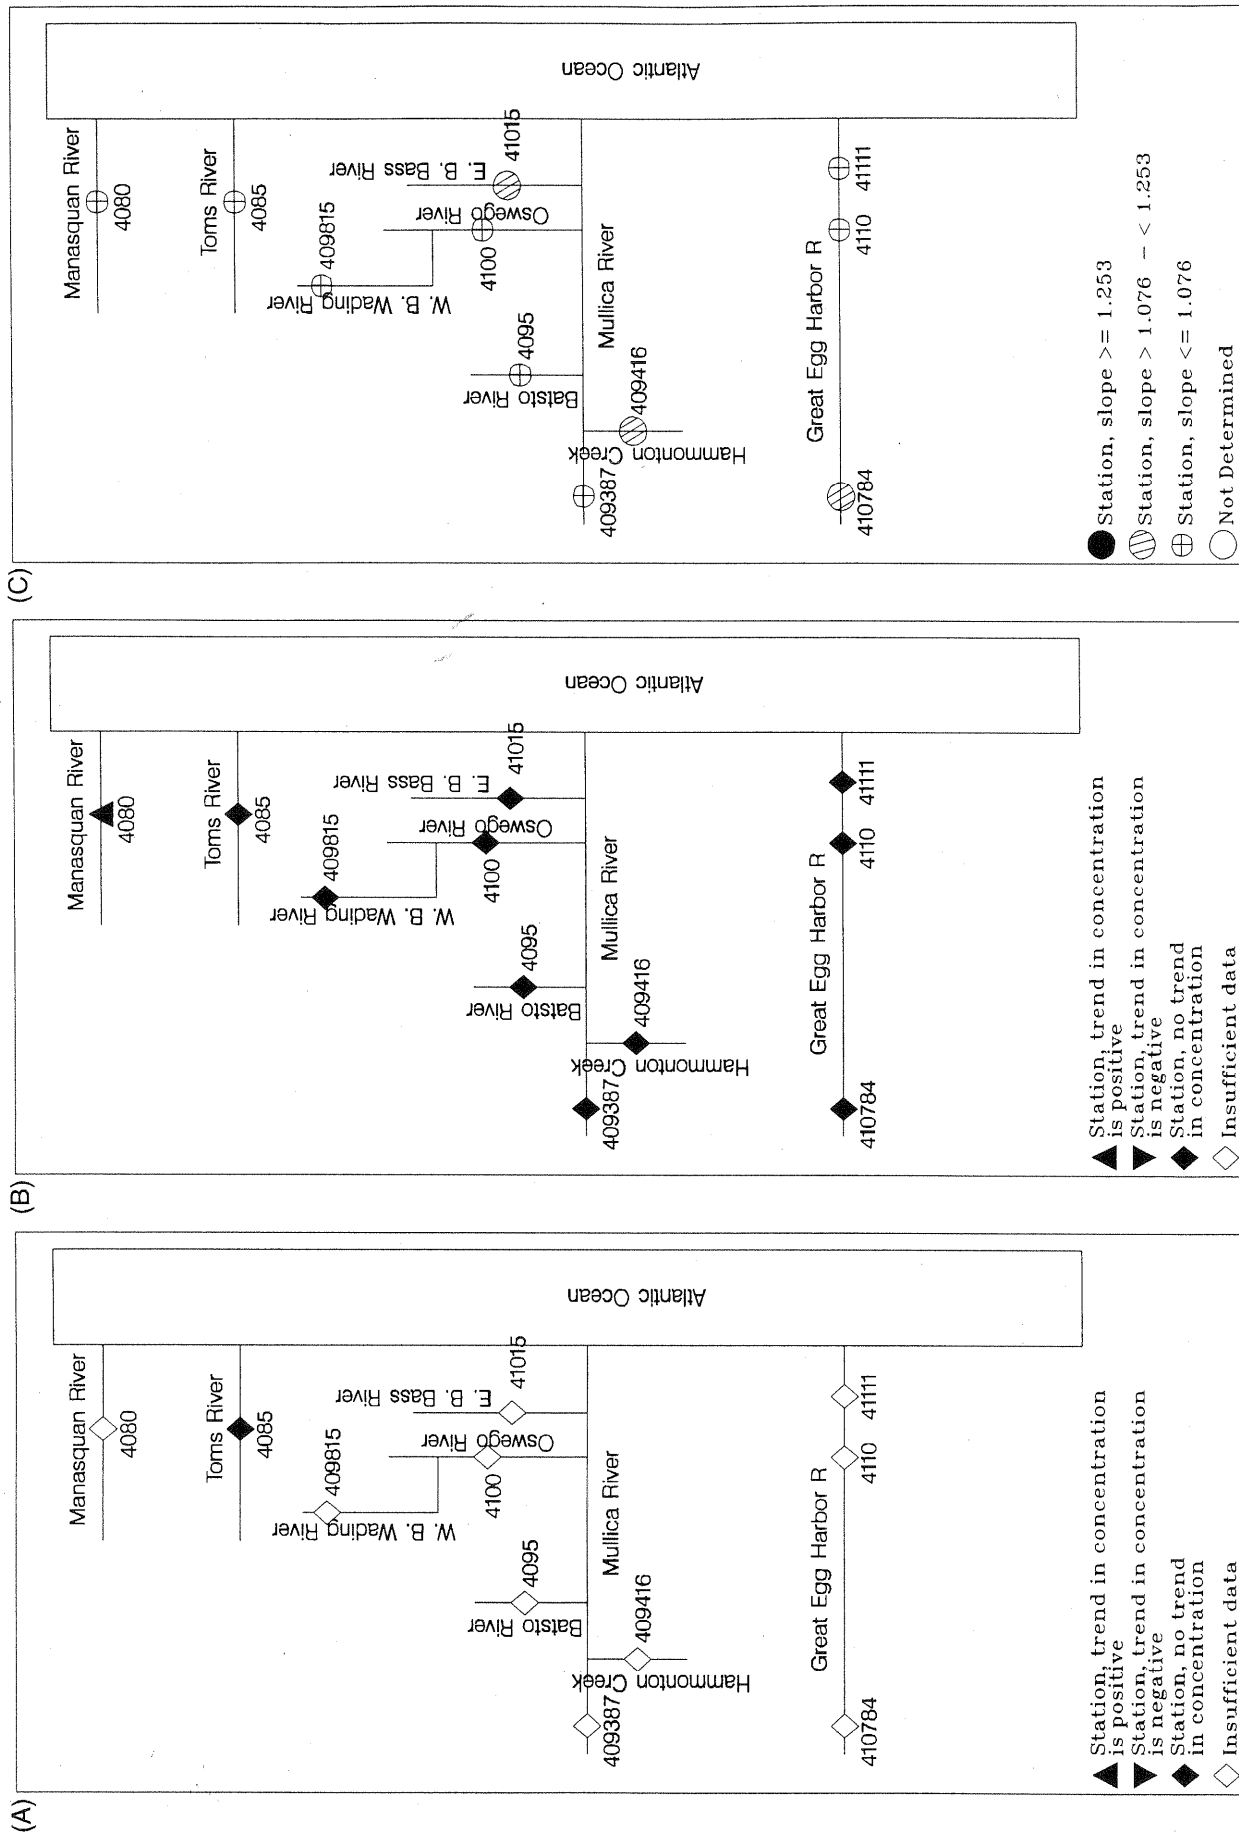 (A)
Manasquan River
4080
Toms River
4085
409815
W. B. Wading River
E. B. Bass River
41015
Oswego River
4100
4095
Batsto River
Mullica River
409416
Hammonton Creek
409387
Great Egg Harbor R
410784
4110
41111
Atlantic Ocean
Station, trend in concentration
is positive
Station, trend in concentration
is negative
Station, no trend
in concentration
Insufficient data
(B)
Manasquan River
4080
Toms River
4085
409815
W. B. Wading River
E. B. Bass River
41015
Oswego River
4100
4095
Batsto River
Mullica River
409416
Hammonton Creek
409387
Great Egg Harbor R
410784
4110
41111
Atlantic Ocean
Station, trend in concentration
is positive
Station, trend in concentration
is negative
Station, no trend
in concentration
Insufficient data
(C)
Manasquan River
4080
Toms River
4085
409815
W. B. Wading River
E. B. Bass River
41015
Oswego River
4100
4095
Batsto River
Mullica River
409416
Hammonton Creek
409387
Great Egg Harbor R
410784
4110
41111
Atlantic Ocean
Station, slope >= 1.253
Station, slope > 1.076 - < 1.253
Station, slope <= 1.076
Not Determined